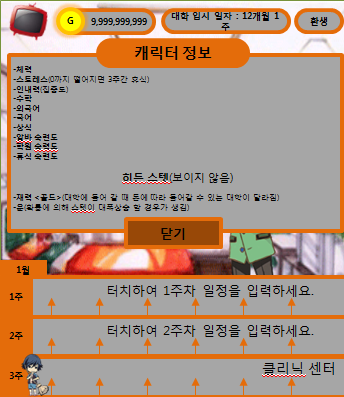 G 9,999,999,999
대학 입시 일자 : 12개월 1
주
환생
캐릭터 정보
-체력
-스트레스(0까지 떨어지면 3주간 휴식)
-인내력(집중도)
-수학
-외국어
-국어
-상식
-알바 숙련도
-학원 숙련도
-휴식 숙련도
히든 스텟(보이지 않음)
-재력 <골드>(대학에 들어 갈 때 돈에 따라 들어갈 수 있는 대학이 달라짐)
-운(확률에 의해 스텟이 대폭상승 할 경우가 생김)
닫기
1월
1주
터치하여 1주차 일정을 입력하세요.
2주
터치하여 2주차 일정을 입력하세요.
3주
클리닉 센터